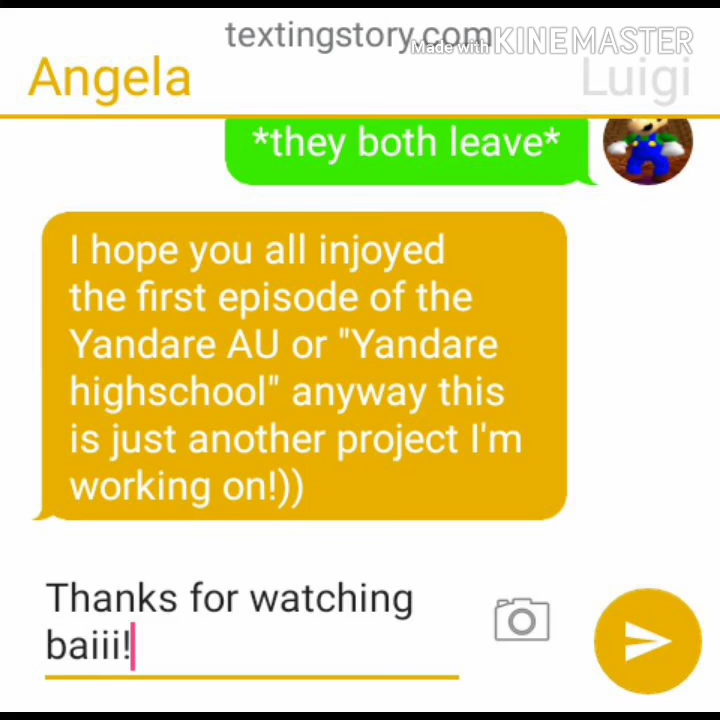 textingstory.com
Made with KINEMASTER
Angela
Luigi
*they both leave*
I hope you all injoyed
the first episode of the
Yandare AU or "Yandare
highschool" anyway this
is just another project I'm
working on!))
Thanks for watching
baiii!